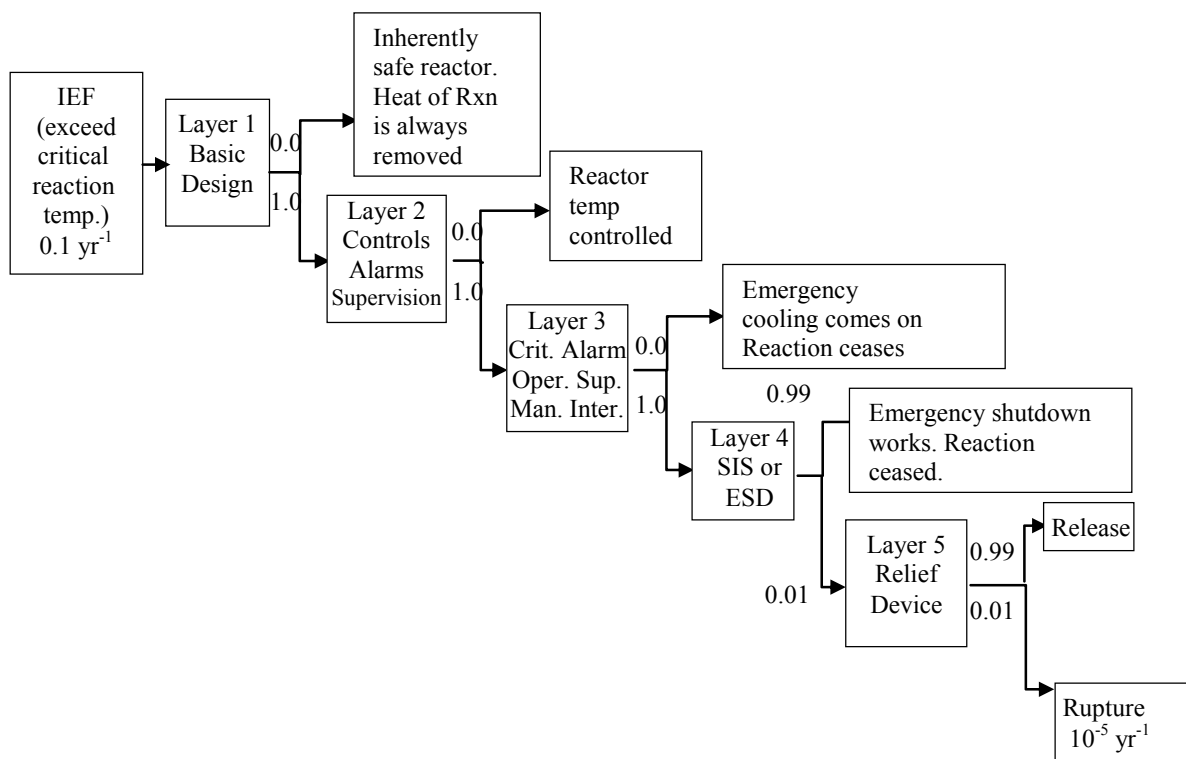 IEF
(exceed
critical
reaction
temp.)
0.1 yr⁻¹
Layer 1
Basic
Design
0.0
1.0
Inherently
safe reactor.
Heat of Rxn
is always
removed
Layer 2
Controls
Alarms
Supervision
0.0
1.0
Reactor
temp
controlled
Layer 3
Crit. Alarm
Oper. Sup.
Man. Inter.
0.0
1.0
Emergency
cooling comes on
Reaction ceases
Layer 4
SIS or
ESD
0.99
0.01
Emergency shutdown
works. Reaction
ceased.
Layer 5
Relief
Device
0.99
0.01
Release
Rupture
10⁻⁵ yr⁻¹